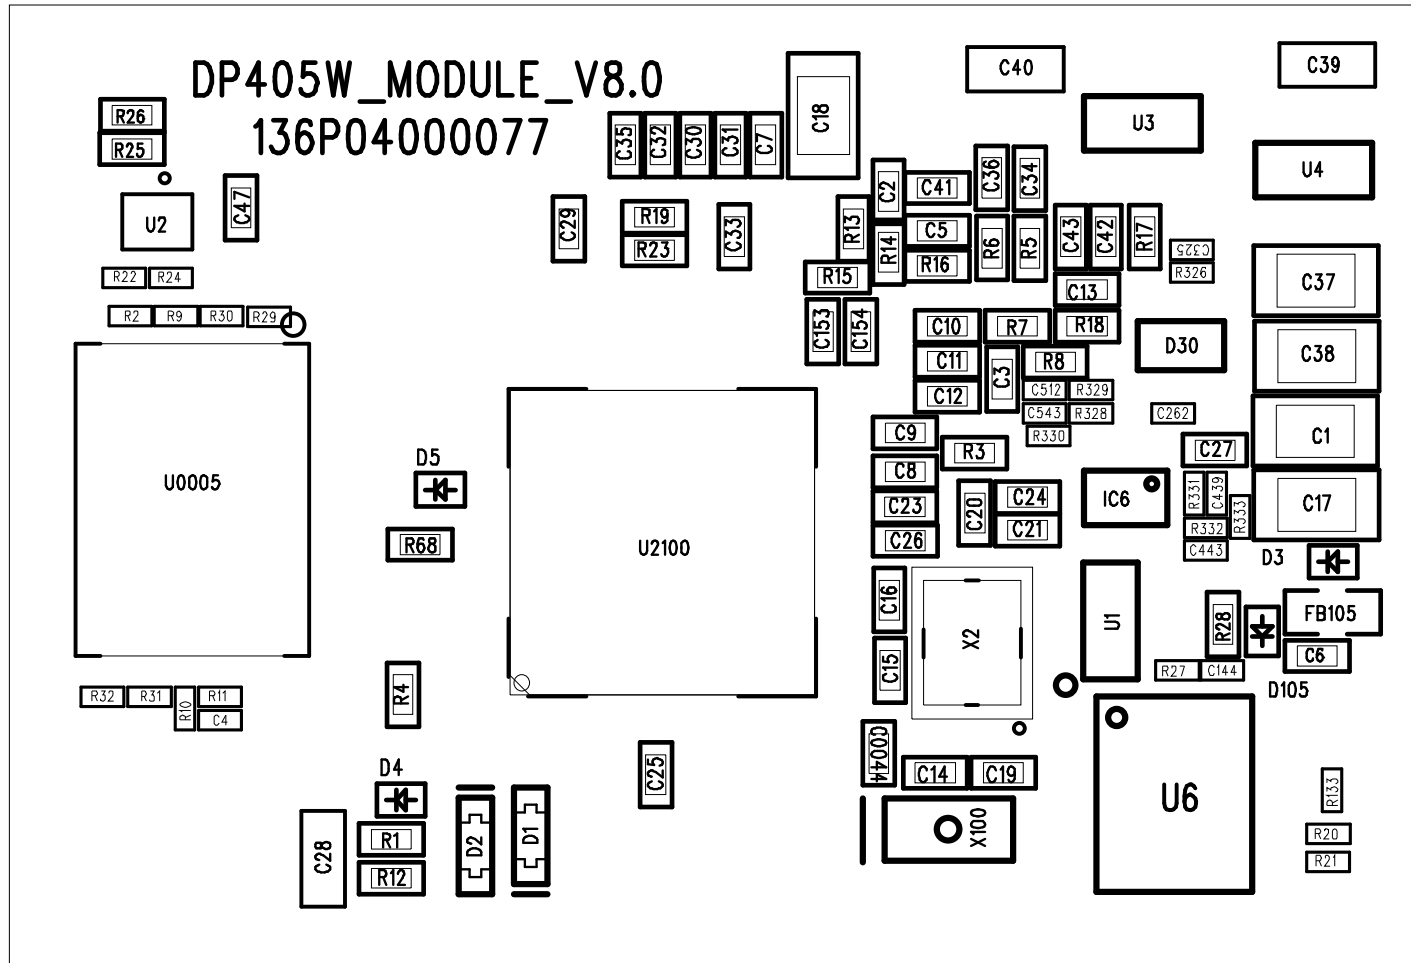 DP405W_MODULE_V8.0
136P04000077
C40
C39
R26
R25
C35
C32
C30
C31
C7
C18
U3
U4
U2
C47
C29
R19
R23
C33
R13
C2
R14
C41
C5
R16
C36
C34
R6
R5
C43
C42
R17
C325
R326
R22
R24
R15
C13
C37
R2
R9
R30
R29
C153
C154
C10
R7
R18
C11
C3
R8
D30
C38
C12
C512
R329
C543
R328
R330
C262
C9
R3
C27
C1
D5
U0005
C8
C23
C26
C20
C24
C21
IC6
R331
C439
R333
R332
C443
C17
R68
U2100
D3
C16
X2
U1
R28
FB105
C15
C6
R27
C144
D105
R32
R31
R10
R11
C4
R4
C0044
C25
C14
C19
D4
U6
R133
C28
R1
R12
D2
D1
X100
R20
R21